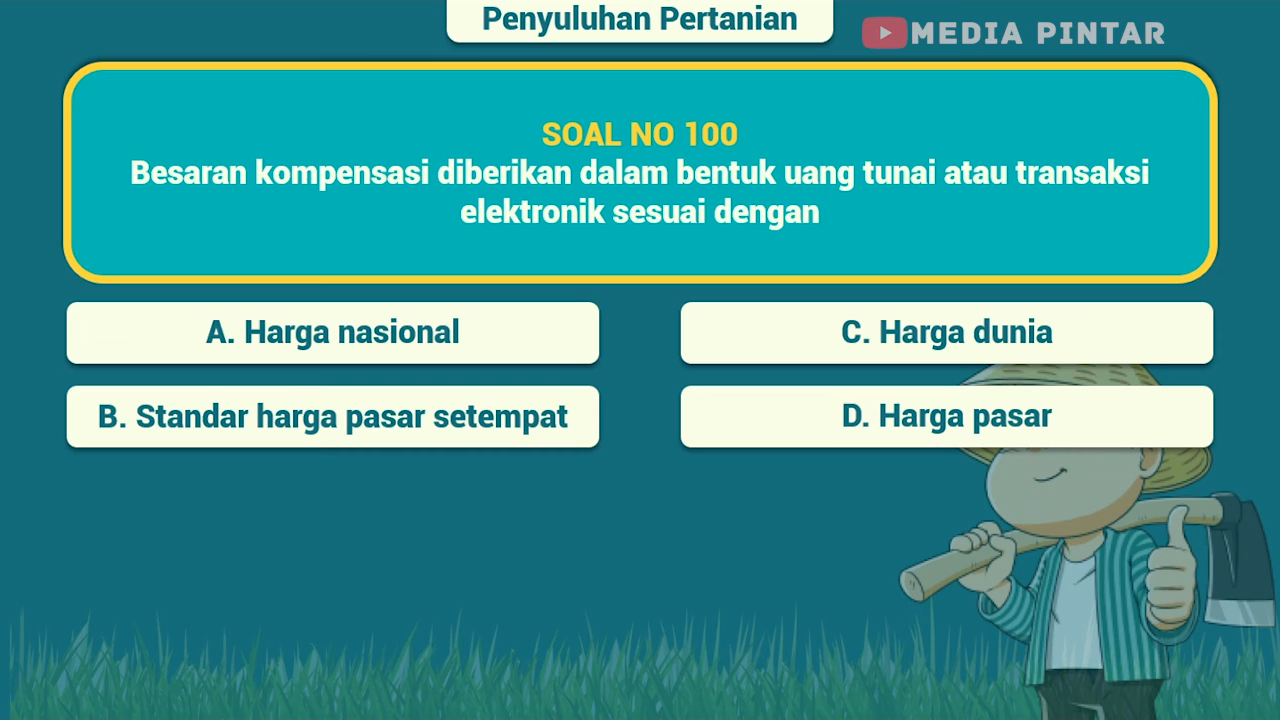 Penyuluhan Pertanian
MEDIA PINTAR
SOAL NO 100
Besaran kompensasi diberikan dalam bentuk uang tunai atau transaksi
elektronik sesuai dengan
A. Harga nasional
B. Standar harga pasar setempat
C. Harga dunia
D. Harga pasar